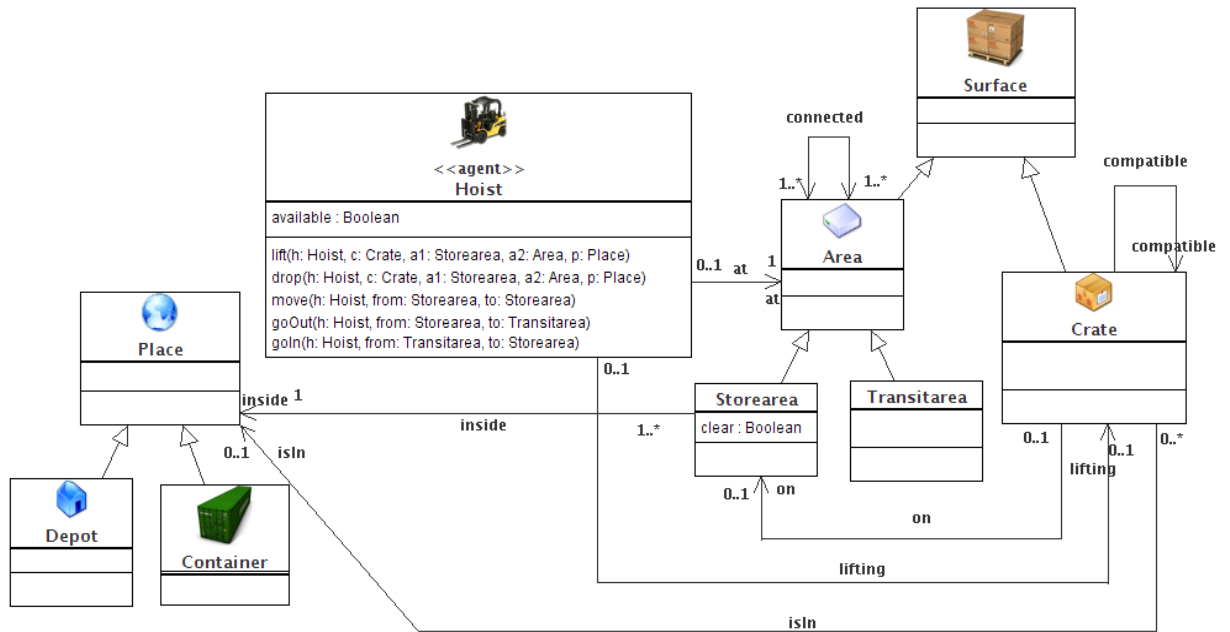 Surface
connected
1..*
1..*
compatible
compatible
<<agent>>
Hoist
available : Boolean
lift(h: Hoist, c: Crate, a1: Storearea, a2: Area, p: Place)
drop(h: Hoist, c: Crate, a1: Storearea, a2: Area, p: Place)
move(h: Hoist, from: Storearea, to: Storearea)
goOut(h: Hoist, from: Storearea, to: Transitarea)
goIn(h: Hoist, from: Transitarea, to: Storearea)
0..1
at
1
at
Area
Crate
Place
0..1
inside
1
inside
1..*
Storearea
clear : Boolean
Transitarea
0..1
isIn
0..1
on
on
0..1
lifting
0..1
0..*
Depot
Container
lifting
isIn